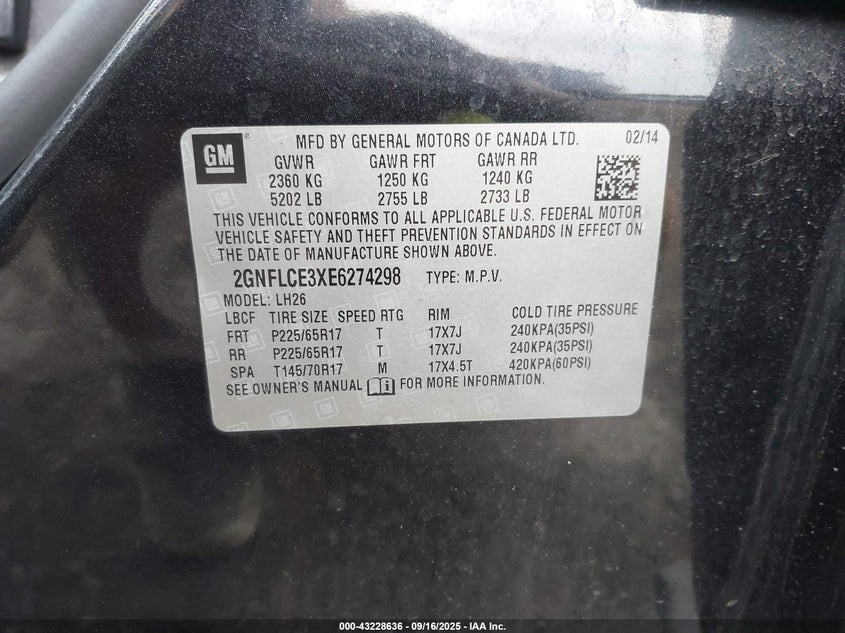 GM ® MFD BY GENERAL MOTORS OF CANADA LTD. 02/14
GVWR GAWR FRT GAWR RR
2360 KG 1250 KG 1240 KG
5202 LB 2755 LB 2733 LB
THIS VEHICLE CONFORMS TO ALL APPLICABLE U.S. FEDERAL MOTOR
VEHICLE SAFETY AND THEFT PREVENTION STANDARDS IN EFFECT ON
THE DATE OF MANUFACTURE SHOWN ABOVE.
2GNFLCE3XE6274298 TYPE: M.P.V.
MODEL: LH26
LBCF TIRE SIZE SPEED RTG RIM COLD TIRE PRESSURE
FRT P225/65R17 T 17X7J 240KPA(35PSI)
RR P225/65R17 T 17X7J 240KPA(35PSI)
SPA T145/70R17 M 17X4.5T 420KPA(60PSI)
SEE OWNER'S MANUAL i FOR MORE INFORMATION.
000-43228636 - 09/16/2025 - IAA Inc.